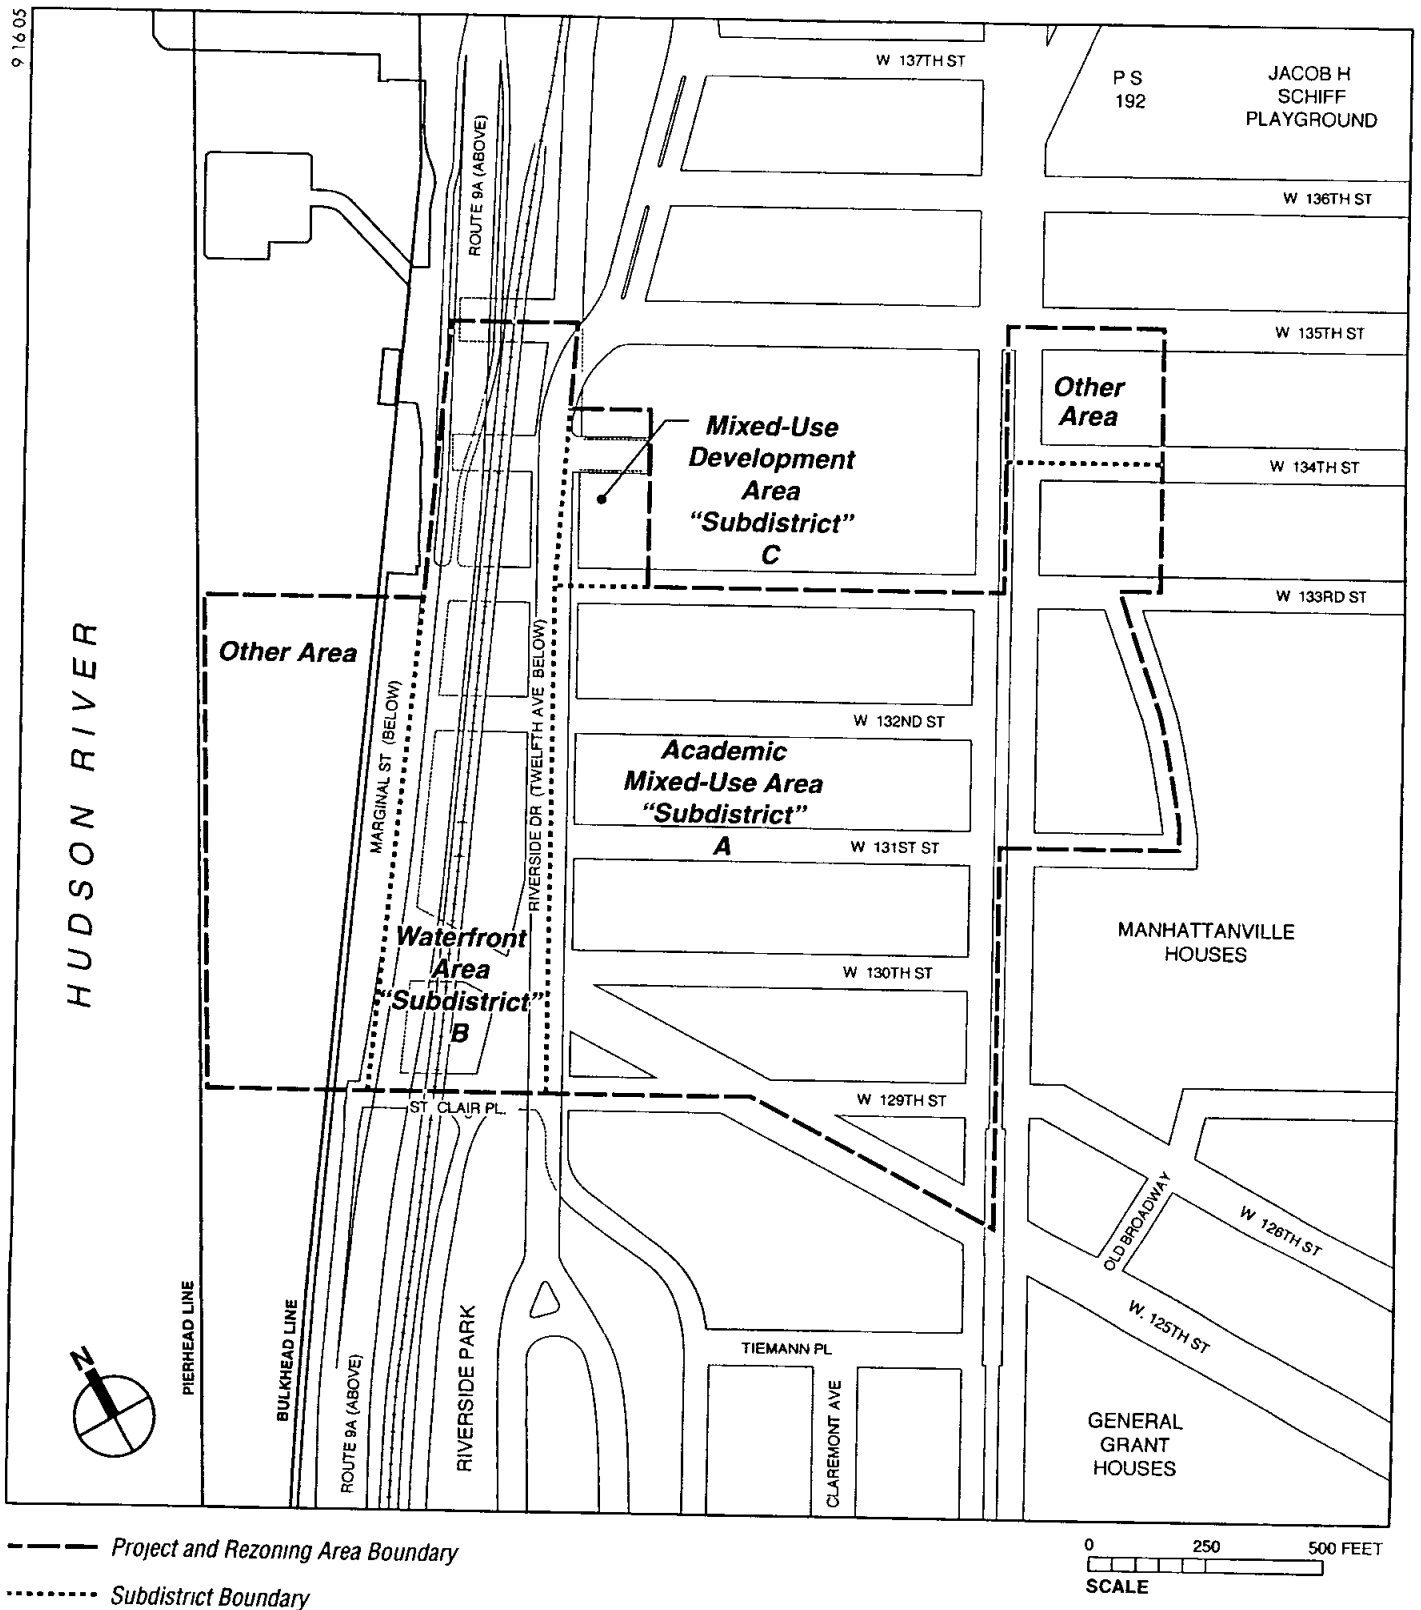 9 16 05
W 137TH ST
P S
192
JACOB H
SCHIFF
PLAYGROUND
ROUTE 9A (ABOVE)
W 136TH ST
W 135TH ST
Other
Area
Mixed-Use
Development
Area
“Subdistrict”
C
W 134TH ST
W 133RD ST
HUDSON RIVER
Other Area
MARGINAL ST (BELOW)
RIVERSIDE DR (TWELFTH AVE BELOW)
W 132ND ST
Academic
Mixed-Use Area
“Subdistrict”
A
W 131ST ST
Waterfront
Area
“Subdistrict”
B
MANHATTANVILLE
HOUSES
W 130TH ST
W 129TH ST
ST CLAIR PL.
OLD BROADWAY
W 126TH ST
W. 125TH ST
PIERHEAD LINE
BULKHEAD LINE
ROUTE 9A (ABOVE)
RIVERSIDE PARK
TIEMANN PL
CLAREMONT AVE
GENERAL
GRANT
HOUSES
N
Project and Rezoning Area Boundary
Subdistrict Boundary
0 250 500 FEET
SCALE